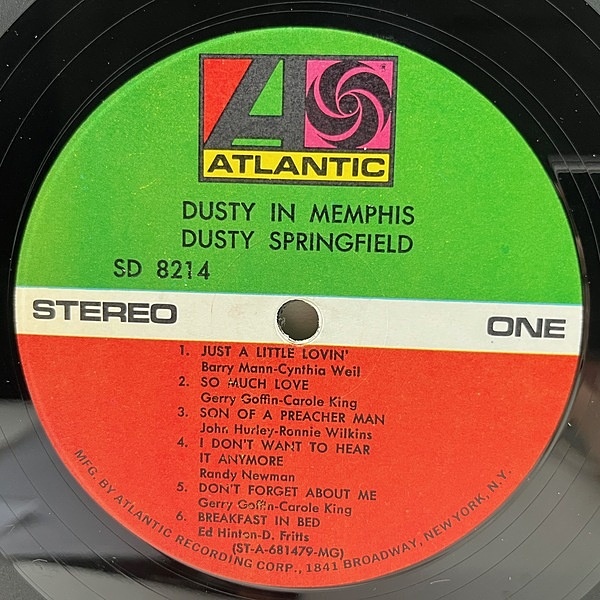 ATLANTIC
DUSTY IN MEMPHIS
DUSTY SPRINGFIELD
SD 8214
STEREO ONE
1. JUST A LITTLE LOVIN'
Barry Mann-Cynthia Weil
2. SO MUCH LOVE
Gerry Goffin-Carole King
3. SON OF A PREACHER MAN
John Hurley-Ronnie Wilkins
4. I DON'T WANT TO HEAR
IT ANYMORE
Randy Newman
5. DON'T FORGET ABOUT ME
Gerry Goffin-Carole King
6. BREAKFAST IN BED
Ed Hinton-D. Fritts
(ST-A-681479-MG)
MFG. BY ATLANTIC RECORDING CORP., 1841 BROADWAY, NEW YORK, N.Y.